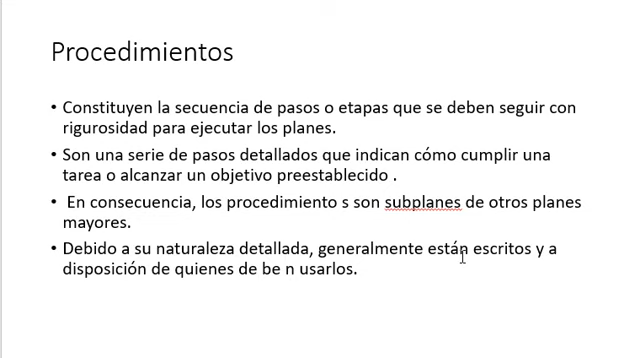 Procedimientos
• Constituyen la secuencia de pasos o etapas que se deben seguir con
rigurosidad para ejecutar los planes.
• Son una serie de pasos detallados que indican cómo cumplir una
tarea o alcanzar un objetivo preestablecido .
• En consecuencia, los procedimiento s son subplanes de otros planes
mayores.
• Debido a su naturaleza detallada, generalmente están escritos y a
disposición de quienes de be n usarlos.